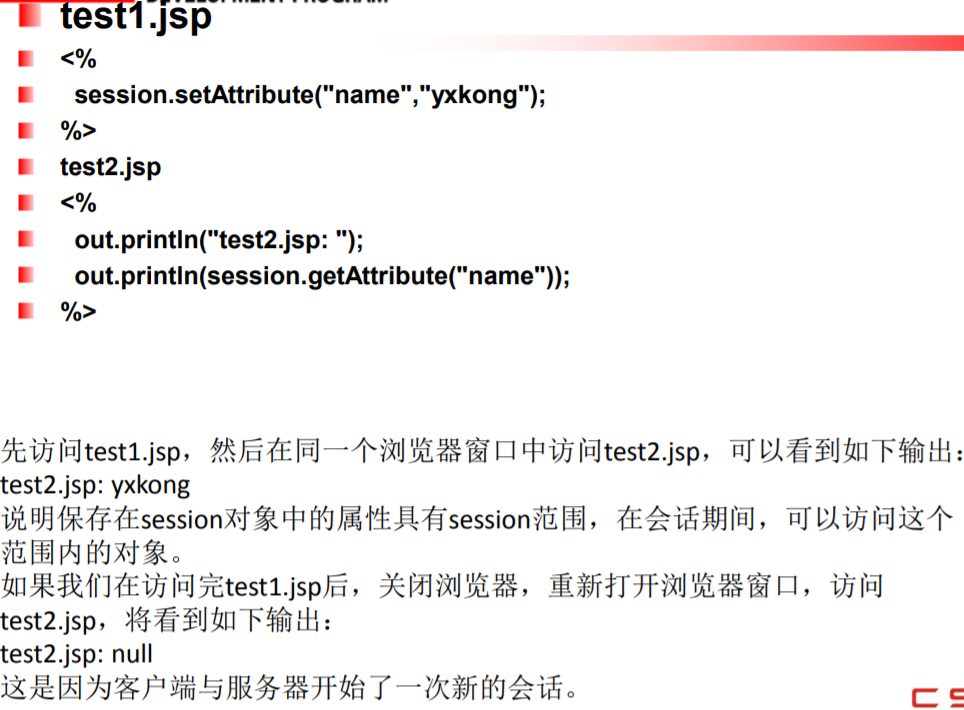 test1.jsp
<%
session.setAttribute("name","yxkong");
%>
test2.jsp
<%
out.println("test2.jsp: ");
out.println(session.getAttribute("name"));
%>
先访问test1.jsp，然后在同一个浏览器窗口中访问test2.jsp，可以看到如下输出：
test2.jsp: yxkong
说明保存在session对象中的属性具有session范围，在会话期间，可以访问这个
范围内的对象。
如果我们在访问完test1.jsp后，关闭浏览器，重新打开浏览器窗口，访问
test2.jsp，将看到如下输出：
test2.jsp: null
这是因为客户端与服务器开始了一次新的会话。